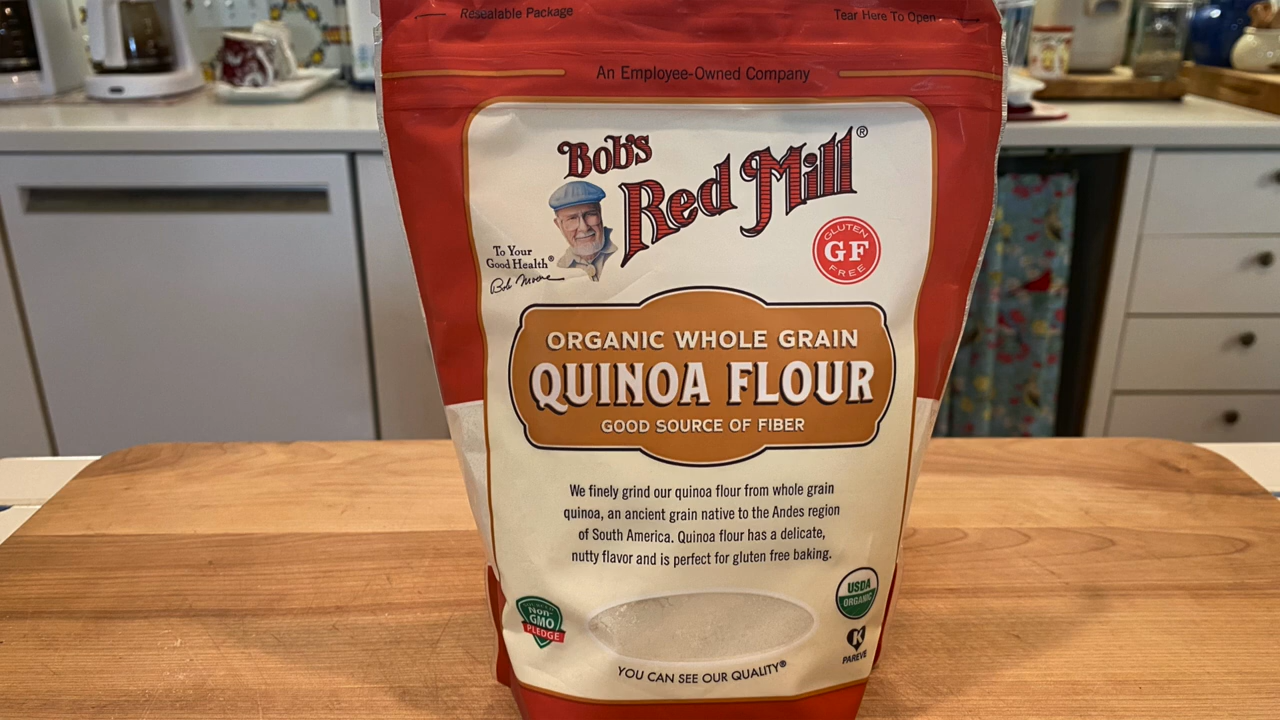 Resealable Package
Tear Here To Open
An Employee-Owned Company
Bob's
Red Mill®
To Your
Good Health®
Bob Moore
GLUTEN
GF
FREE
ORGANIC WHOLE GRAIN
QUINOA FLOUR
GOOD SOURCE OF FIBER
We finely grind our quinoa flour from whole grain
quinoa, an ancient grain native to the Andes region
of South America. Quinoa flour has a delicate,
nutty flavor and is perfect for gluten free baking.
Non-
GMO
PLEDGE
USDA
ORGANIC
K
PAREVE
YOU CAN SEE OUR QUALITY®